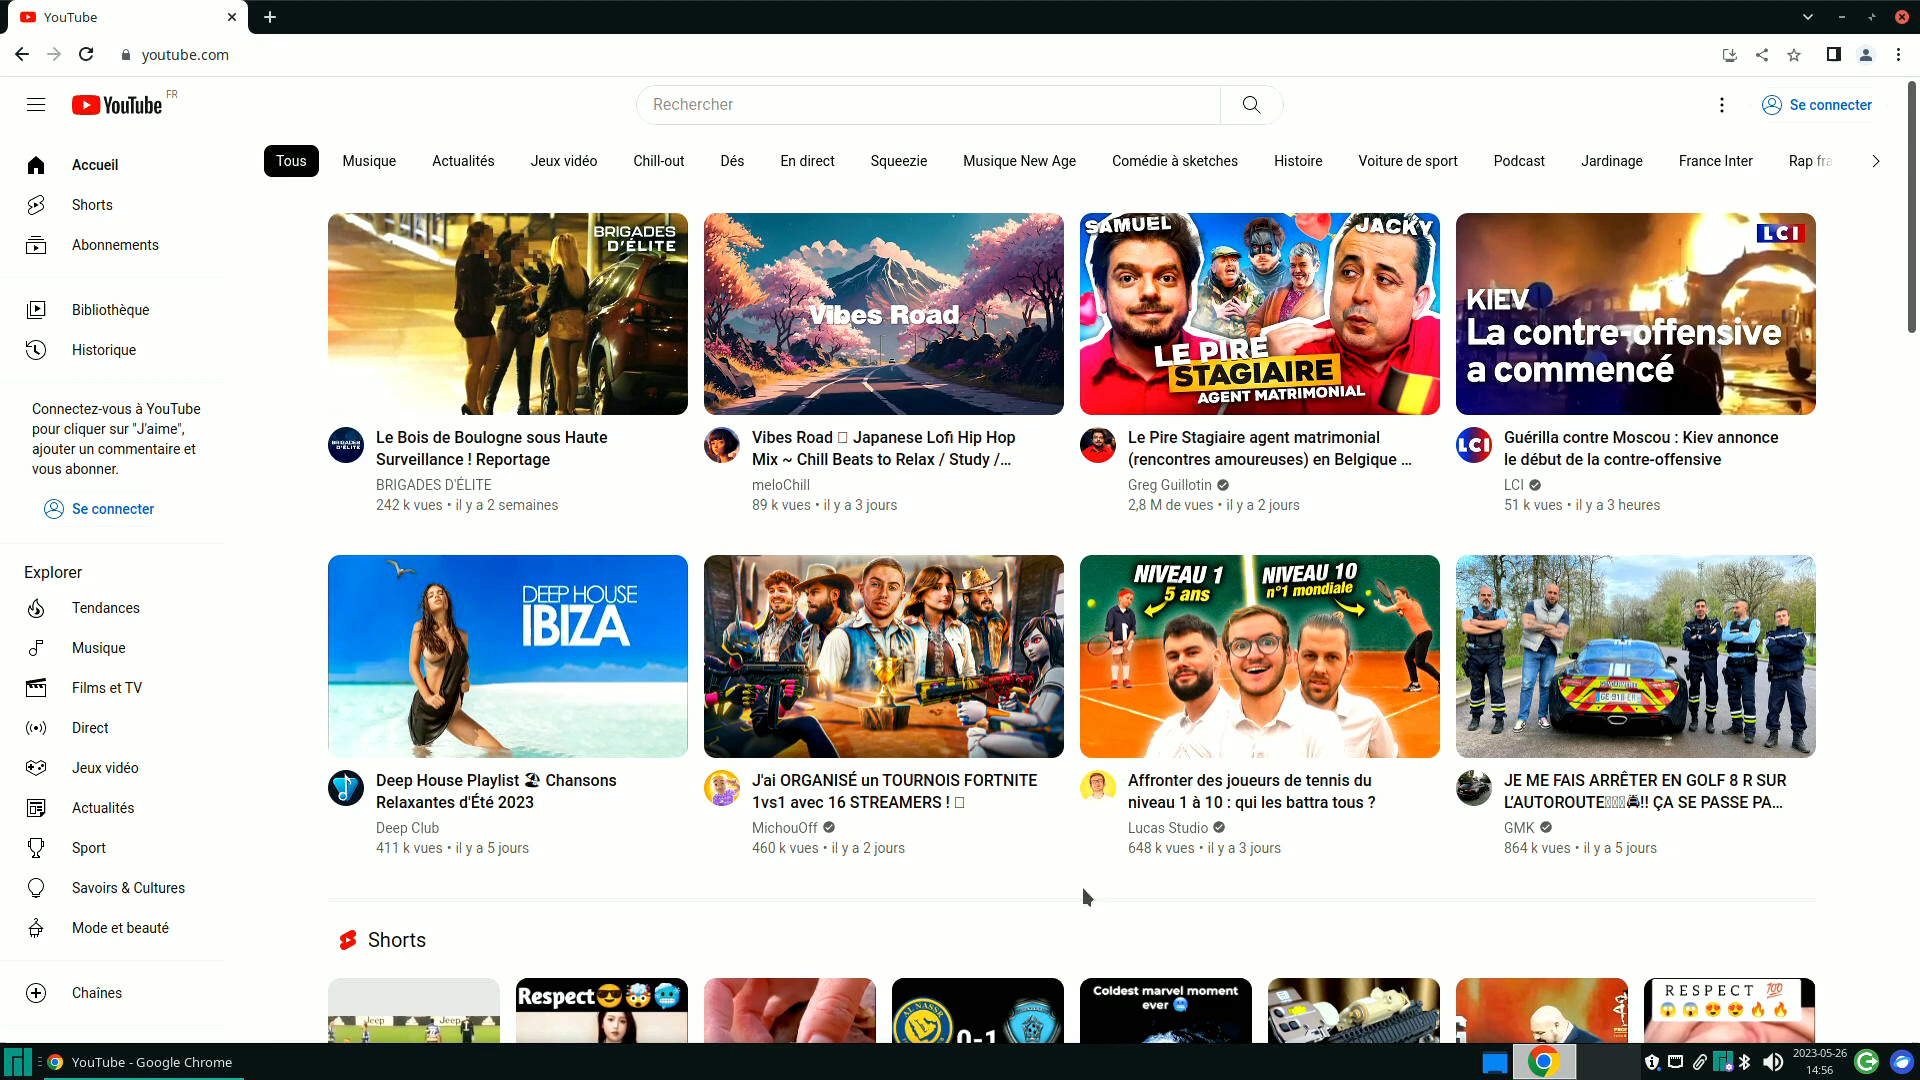 YouTube
youtube.com
YouTube FR
Rechercher
Se connecter
Tous
Musique
Actualités
Jeux vidéo
Chill-out
Dés
En direct
Squeezie
Musique New Age
Comédie à sketches
Histoire
Voiture de sport
Podcast
Jardinage
France Inter
Rap fra
Accueil
Shorts
Abonnements
Bibliothèque
Historique
Connectez-vous à YouTube
pour cliquer sur "J'aime",
ajouter un commentaire et
vous abonner.
Se connecter
Explorer
Tendances
Musique
Films et TV
Direct
Jeux vidéo
Actualités
Sport
Savoirs & Cultures
Mode et beauté
Chaînes
BRIGADES
D'ÉLITE
Le Bois de Boulogne sous Haute
Surveillance ! Reportage
BRIGADES D'ÉLITE
242 k vues • il y a 2 semaines
Vibes Road
Vibes Road Japanese Lofi Hip Hop
Mix ~ Chill Beats to Relax / Study /...
meloChill
89 k vues • il y a 3 jours
SAMUEL
JACKY
LE PIRE
STAGIAIRE
AGENT MATRIMONIAL
Le Pire Stagiaire agent matrimonial
(rencontres amoureuses) en Belgique ...
Greg Guillotin
2,8 M de vues • il y a 2 jours
LCI
KIEV
La contre-offensive
a commencé
LCI
Guérilla contre Moscou : Kiev annonce
le début de la contre-offensive
LCI
51 k vues • il y a 3 heures
DEEP HOUSE
IBIZA
Deep House Playlist 🏖 Chansons
Relaxantes d'Été 2023
Deep Club
411 k vues • il y a 5 jours
J'ai ORGANISÉ un TOURNOIS FORTNITE
1vs1 avec 16 STREAMERS !
MichouOff
460 k vues • il y a 2 jours
NIVEAU 1
5 ans
NIVEAU 10
n°1 mondiale
Affronter des joueurs de tennis du
niveau 1 à 10 : qui les battra tous ?
Lucas Studio
648 k vues • il y a 3 jours
JE ME FAIS ARRÊTER EN GOLF 8 R SUR
L'AUTOROUTE🚔!! ÇA SE PASSE PA...
GMK
864 k vues • il y a 5 jours
Shorts
Jeep
Jeep
Respect😎🤯🥶
AL NASSR
0-1
Coldest marvel moment
ever 🥶
RESPECT 💯
😱😱😍😍🔥🔥
YouTube - Google Chrome
2023-05-26
14:56